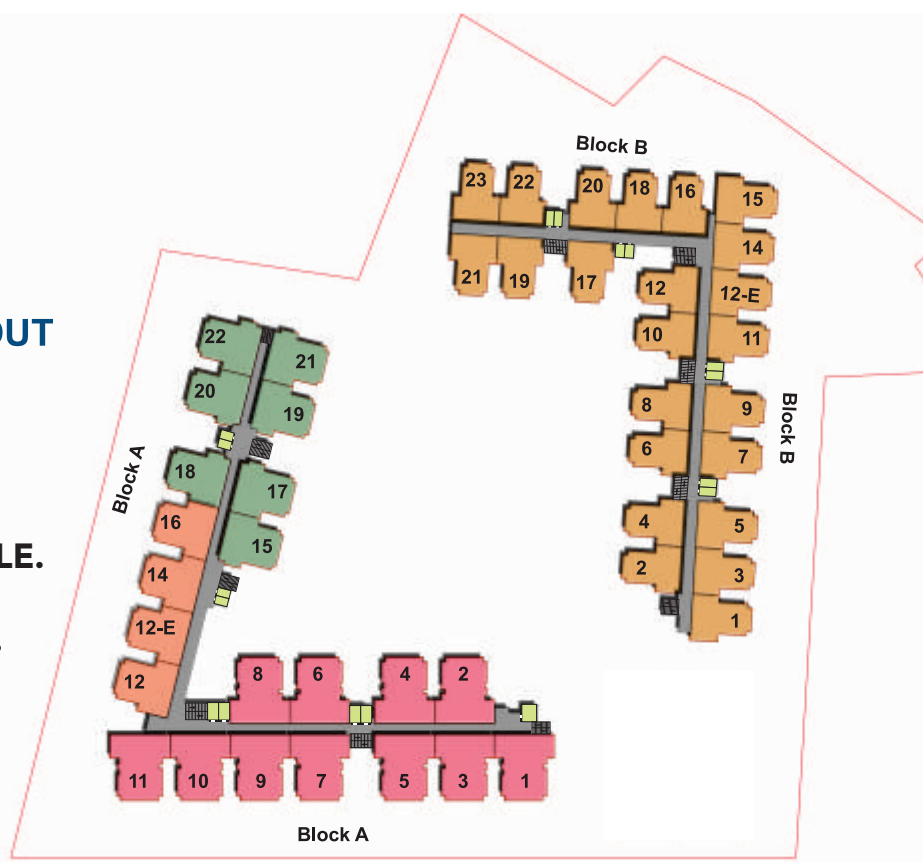 Block B
23 22 20 18 16 15
14
21 19 17 12 12-E
10 11
OUT
22 21
20 19
8 9
Block B
6 7
18 17
Block A
16 15
4 5
LE.
14
2 3
12-E
1
12
8 6 4 2
11 10 9 7 5 3 1
Block A